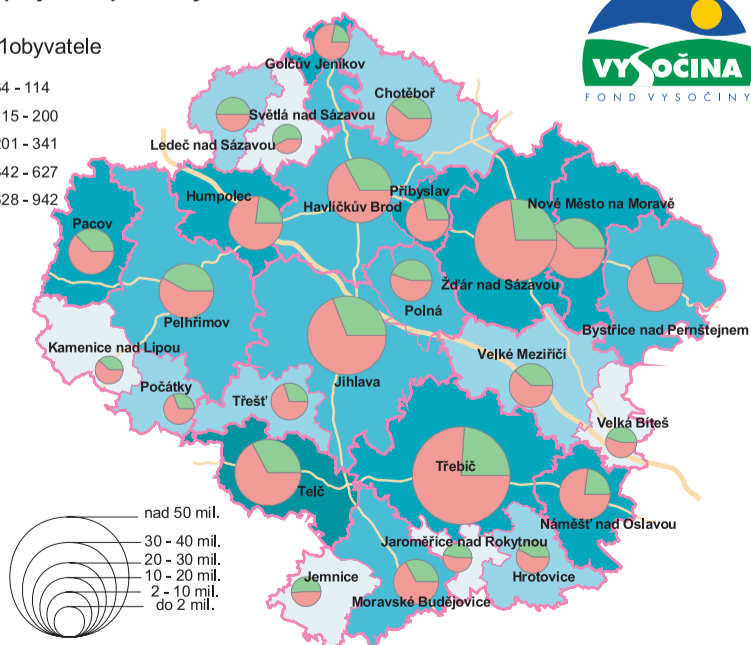 1obyvatele
- 114
15 - 200
201 - 341
342 - 627
628 - 942
VYSOČINA
FOND VYSOČINY
Golčův Jeníkov
Chotěboř
Světlá nad Sázavou
Ledeč nad Sázavou
Humpolec
Havlíčkův Brod
Přibyslav
Nové Město na Moravě
Pacov
Žďár nad Sázavou
Polná
Pelhřimov
Bystřice nad Pernštejnem
Kamenice nad Lipou
Velké Meziříčí
Jihlava
Počátky
Třešť
Velká Bíteš
Třebíč
Telč
Náměšť nad Oslavou
Jaroměřice nad Rokytnou
Hrotovice
Jemnice
Moravské Budějovice
nad 50 mil.
30 - 40 mil.
20 - 30 mil.
10 - 20 mil.
2 - 10 mil.
do 2 mil.